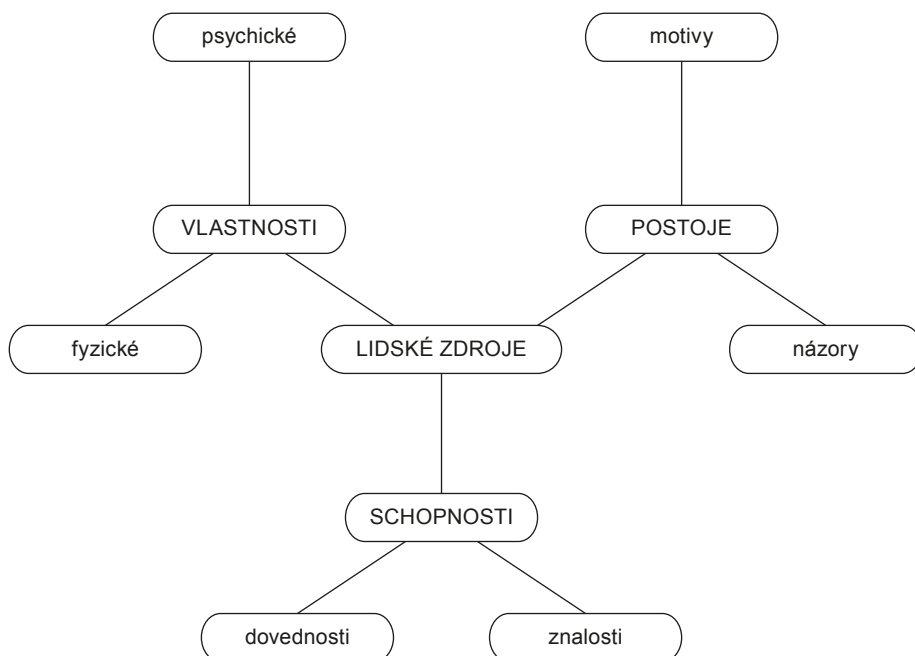 psychické
motivy
VLASTNOSTI
POSTOJE
fyzické
LIDSKÉ ZDROJE
názory
SCHOPNOSTI
dovednosti
znalosti